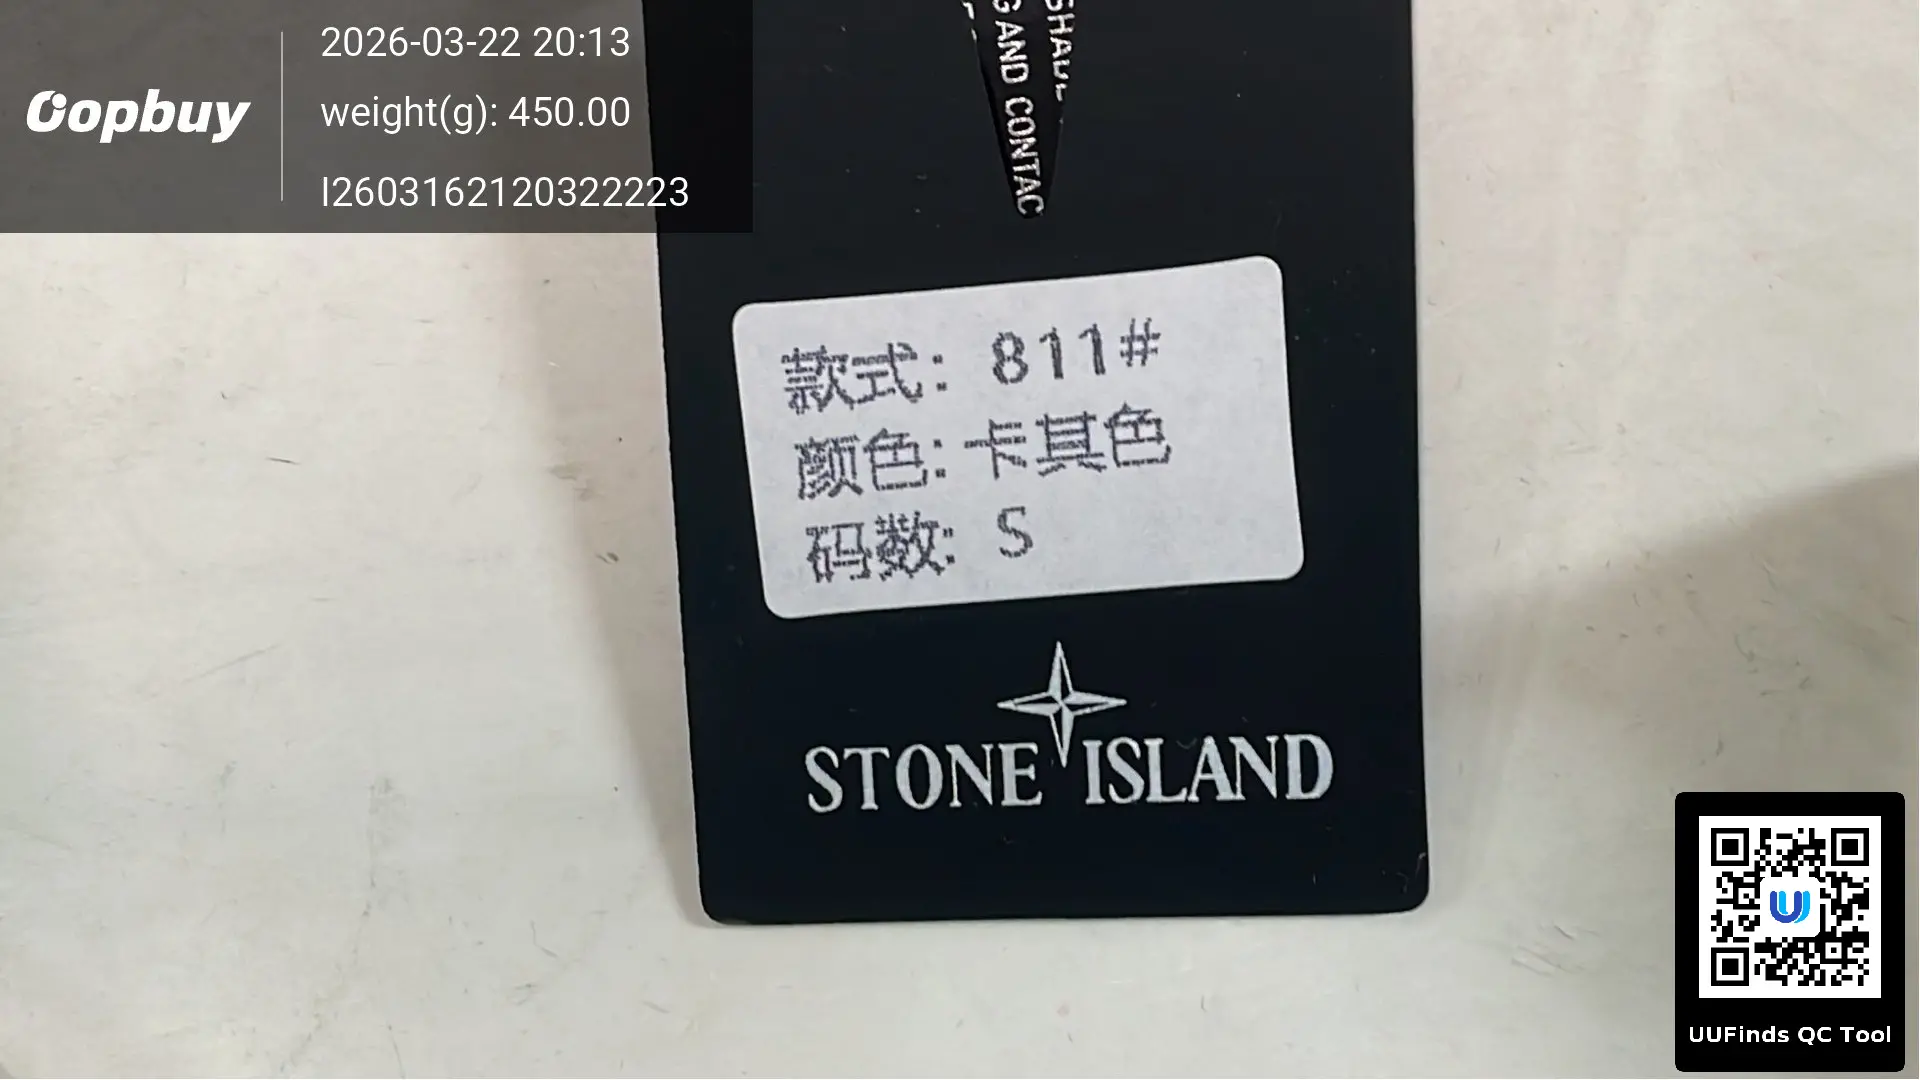 Oopbuy
2026-03-22 20:13
weight(g): 450.00
I2603162120322223
G AND CONTAC
款式: 811#
颜色: 卡其色
码数: S
STONE ISLAND
UUFinds QC Tool